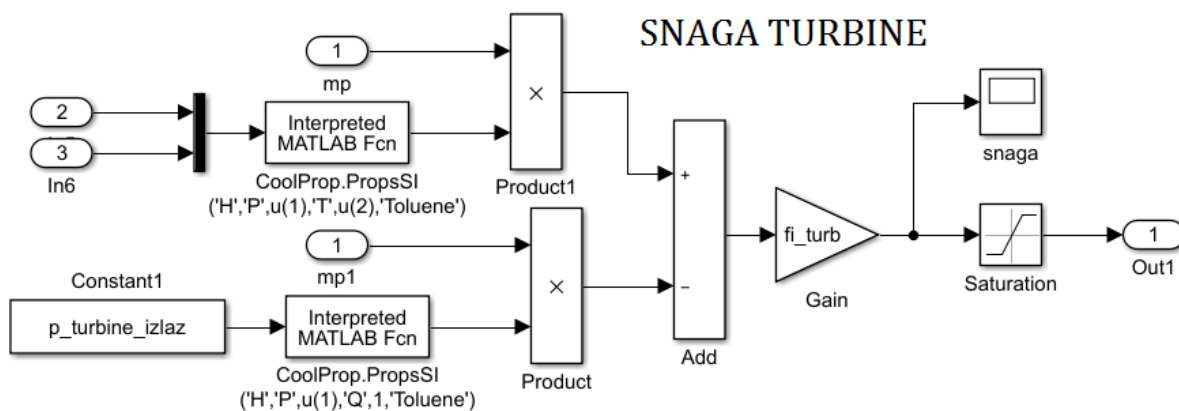 SNAGA TURBINE
1
mp
2
3
In6
Interpreted
MATLAB Fcn
CoolProp.PropsSI
('H','P',u(1),'T',u(2),'Toluene')
×
Product1
snaga
1
mp1
Constant1
p_turbine_izlaz
Interpreted
MATLAB Fcn
CoolProp.PropsSI
('H','P',u(1),'Q',1,'Toluene')
×
Product
+
−
Add
fi_turb
Gain
Saturation
1
Out1